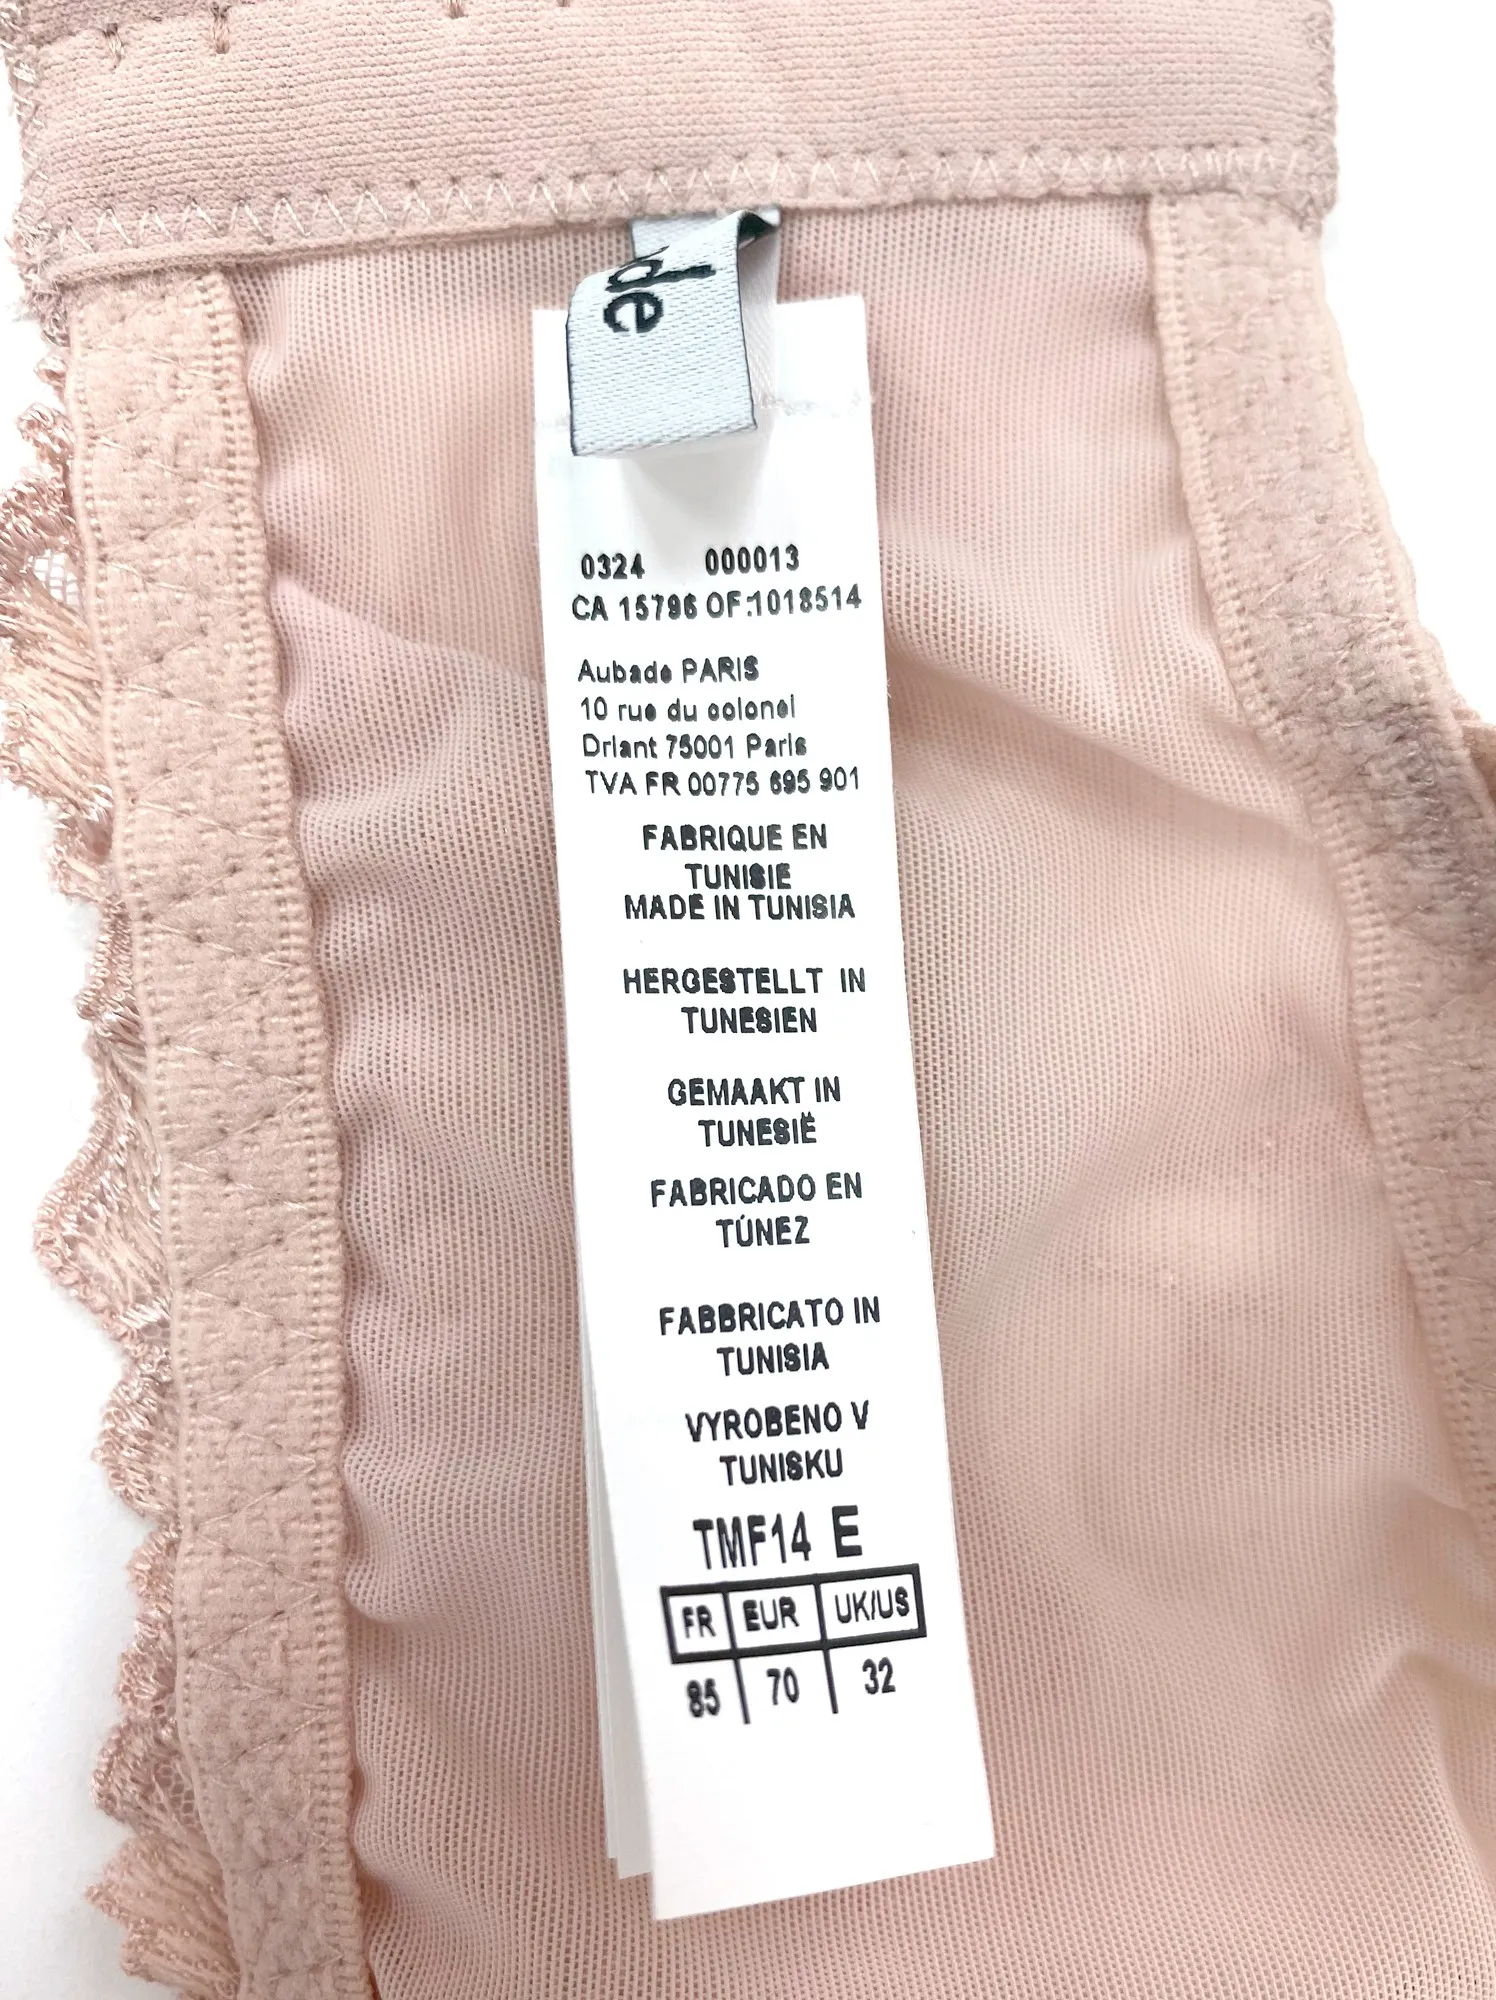 de
0324 000013
CA 15796 OF:1018514
Aubade PARIS
10 rue du colonel
Driant 75001 Paris
TVA FR 00775 695 901
FABRIQUE EN
TUNISIE
MADE IN TUNISIA
HERGESTELLT IN
TUNESIEN
GEMAAKT IN
TUNESIË
FABRICADO EN
TÚNEZ
FABBRICATO IN
TUNISIA
VYROBENO V
TUNISKU
TMF14 E
FR EUR UK/US
85 70 32